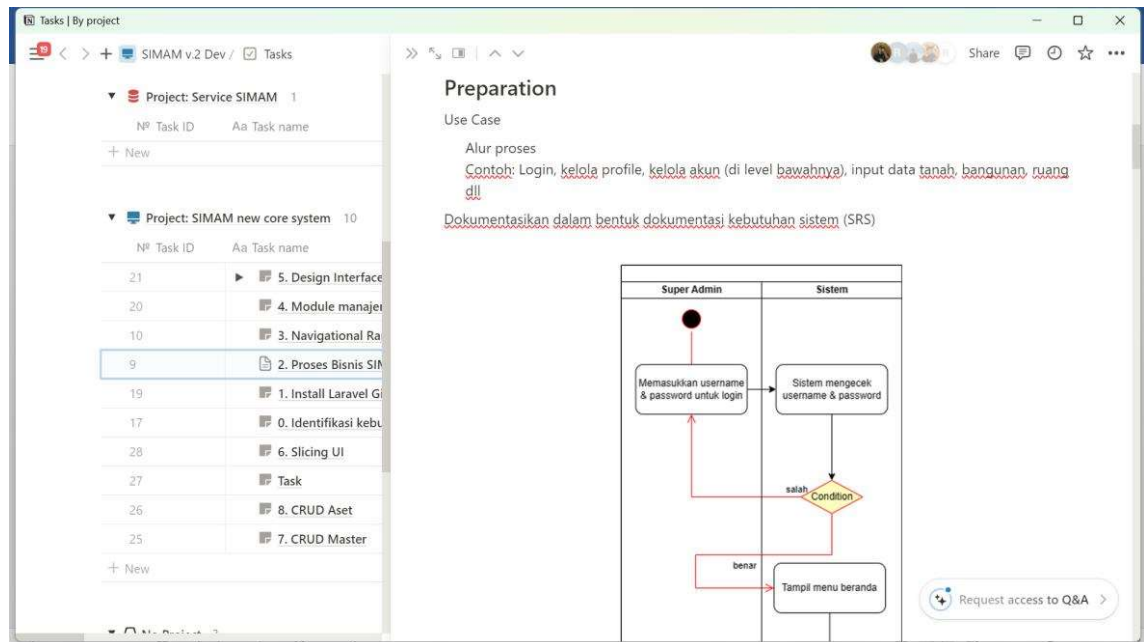 Tasks | By project
19
SIMAM v.2 Dev / Tasks
Share
Project: Service SIMAM 1
Nº Task ID Aa Task name
+ New
Project: SIMAM new core system 10
Nº Task ID Aa Task name
21 5. Design Interface
20 4. Module manajer
10 3. Navigational Ra
9 2. Proses Bisnis SIM
19 1. Install Laravel Gi
17 0. Identifikasi kebu
28 6. Slicing UI
27 Task
26 8. CRUD Aset
25 7. CRUD Master
+ New
Preparation
Use Case
Alur proses
Contoh: Login, kelola profile, kelola akun (di level bawahnya), input data tanah, bangunan, ruang
dll
Dokumentasikan dalam bentuk dokumentasi kebutuhan sistem (SRS)
Super Admin Sistem
Memasukkan username
& password untuk login
Sistem mengecek
username & password
salah
Condition
benar
Tampil menu beranda
Request access to Q&A